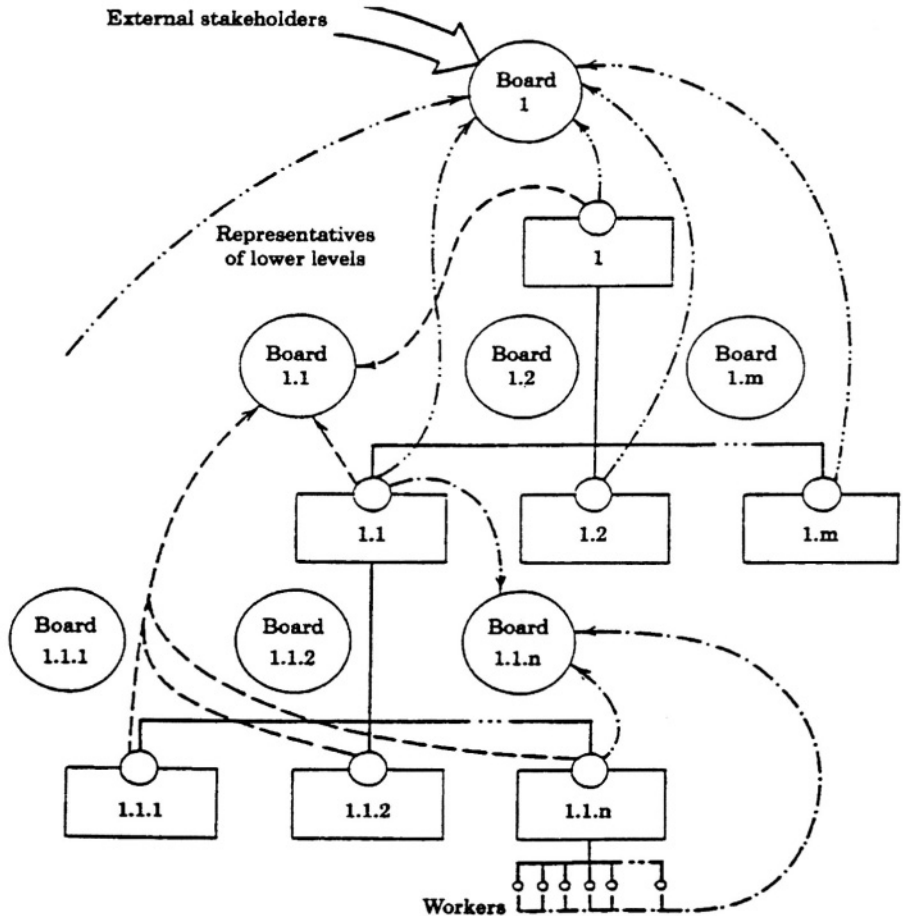 External stakeholders
Board
1
Representatives
of lower levels
1
Board
1.1
Board
1.2
Board
1.m
1.1
1.2
1.m
Board
1.1.1
Board
1.1.2
Board
1.1.n
1.1.1
1.1.2
1.1.n
Workers